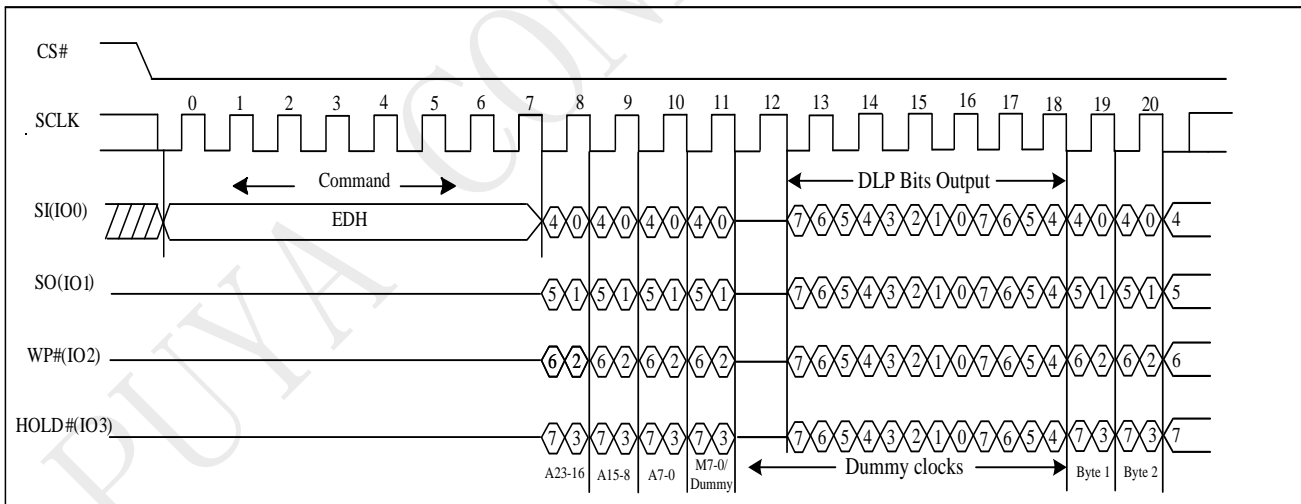 CS#
0 1 2 3 4 5 6 7 8 9 10 11 12 13 14 15 16 17 18 19 20
SCLK
Command
DLP Bits Output
SI(IO0)
EDH
4 0 4 0 4 0 4 0 7 6 5 4 3 2 1 0 7 6 5 4 4 0 4 0 4
SO(IO1)
5 1 5 1 5 1 5 1 7 6 5 4 3 2 1 0 7 6 5 4 5 1 5 1 5
WP#(IO2)
6 2 6 2 6 2 6 2 7 6 5 4 3 2 1 0 7 6 5 4 6 2 6 2 6
HOLD#(IO3)
7 3 7 3 7 3 7 3 7 6 5 4 3 2 1 0 7 6 5 4 7 3 7 3 7
A23-16 A15-8 A7-0 M7-0/
Dummy
Dummy clocks
Byte 1 Byte 2
PUYA CON